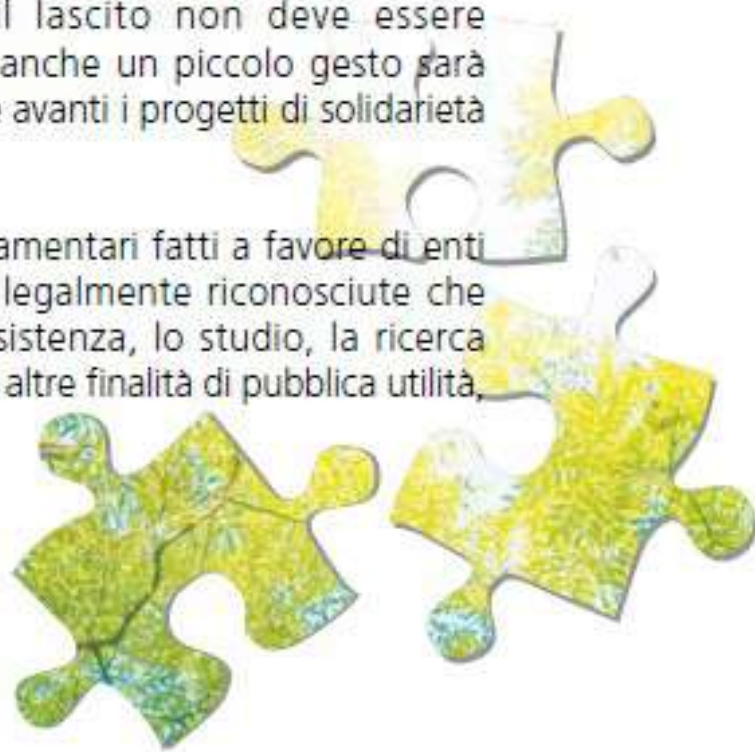 l lascito non deve essere
anche un piccolo gesto sarà
avanti i progetti di solidarietà
amentari fatti a favore di enti
legalmente riconosciute che
sistenza, lo studio, la ricerca
altre finalità di pubblica utilità,